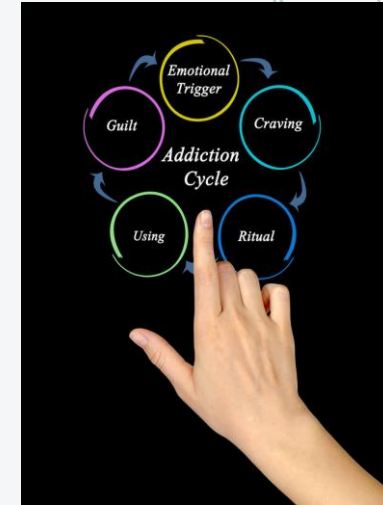 Emotional
Trigger
Craving
Ritual
Using
Guilt
Addiction
Cycle